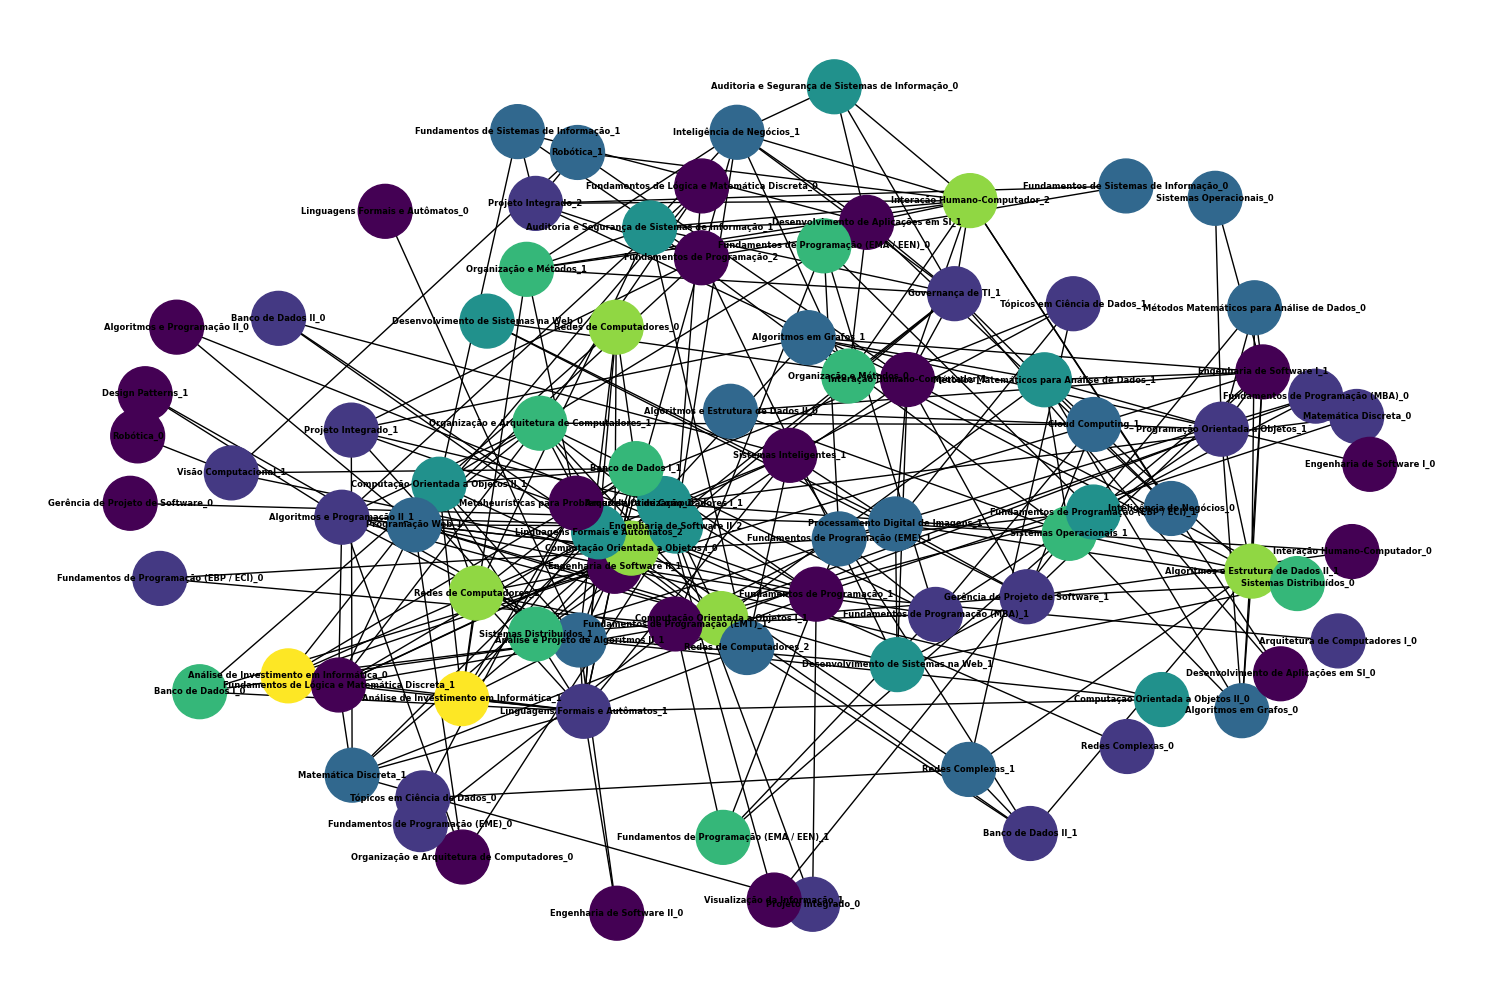 Auditoria e Segurança de Sistemas de Informação_0
Fundamentos de Sistemas de Informação_1
Inteligência de Negócios_1
Robótica_1
Fundamentos de Lógica e Matemática Discreta_0
Fundamentos de Sistemas de Informação_0
Sistemas Operacionais_0
Interação Humano-Computador_2
Projeto Integrado_2
Linguagens Formais e Autômatos_0
Desenvolvimento de Aplicações em SI_1
Auditoria e Segurança de Sistemas de Informação_1
Fundamentos de Programação (EMA / EEN)_0
Fundamentos de Programação_2
Organização e Métodos_1
Governança de TI_1
Tópicos em Ciência de Dados_1
Métodos Matemáticos para Análise de Dados_0
Banco de Dados II_0
Desenvolvimento de Sistemas na Web_0
Algoritmos e Programação II_0
Redes de Computadores_0
Algoritmos em Grafos_1
Engenharia de Software I_1
Organização e Métodos_0
Interação Humano-Computador_1
Métodos Matemáticos para Análise de Dados_1
Design Patterns_1
Fundamentos de Programação (MBA)_0
Algoritmos e Estrutura de Dados II_0
Matemática Discreta_0
Organização e Arquitetura de Computadores_1
Cloud Computing_1
Projeto Integrado_1
Programação Orientada a Objetos_1
Robótica_0
Sistemas Inteligentes_1
Engenharia de Software I_0
Banco de Dados I_1
Visão Computacional_1
Computação Orientada a Objetos II_1
Gerência de Projeto de Software_0
Metaheurísticas para
Inteligência de Negócios_0
Fundamentos de Programação (EBP / ECI)_1
Algoritmos e Programação II_1
Programação Web_1
Processamento Digital de Imagens_1
Engenharia de Software II_2
Linguagens Formais e Autômatos_2
Sistemas Operacionais_1
Fundamentos de Programação (EME)_1
Computação Orientada a Objetos I_0
Interação Humano-Computador_0
Engenharia de Software II_1
Algoritmos e Estrutura de Dados II_1
Fundamentos de Programação (EBP / ECI)_0
Sistemas Distribuídos_0
Redes de Computadores_1
Fundamentos de Programação_1
Gerência de Projeto de Software_1
Fundamentos de Programação (MBA)_1
Computação Orientada a Objetos I_1
Fundamentos de Programação (EMT)_1
Sistemas Distribuídos_1
Análise e Projeto de Algoritmos II_1
Arquitetura de Computadores I_0
Redes de Computadores_2
Desenvolvimento de Sistemas na Web_1
Desenvolvimento de Aplicações em SI_0
Análise de Investimento em Informática_0
Fundamentos de Lógica e Matemática Discreta_1
Banco de Dados I_0
Análise de Investimento em Informática_1
Computação Orientada a Objetos II_0
Linguagens Formais e Autômatos_1
Algoritmos em Grafos_0
Redes Complexas_0
Redes Complexas_1
Matemática Discreta_1
Tópicos em Ciência de Dados_0
Fundamentos de Programação (EME)_0
Banco de Dados II_1
Fundamentos de Programação (EMA / EEN)_1
Organização e Arquitetura de Computadores_0
Visualização da Informação_1
Projeto Integrado_0
Engenharia de Software II_0